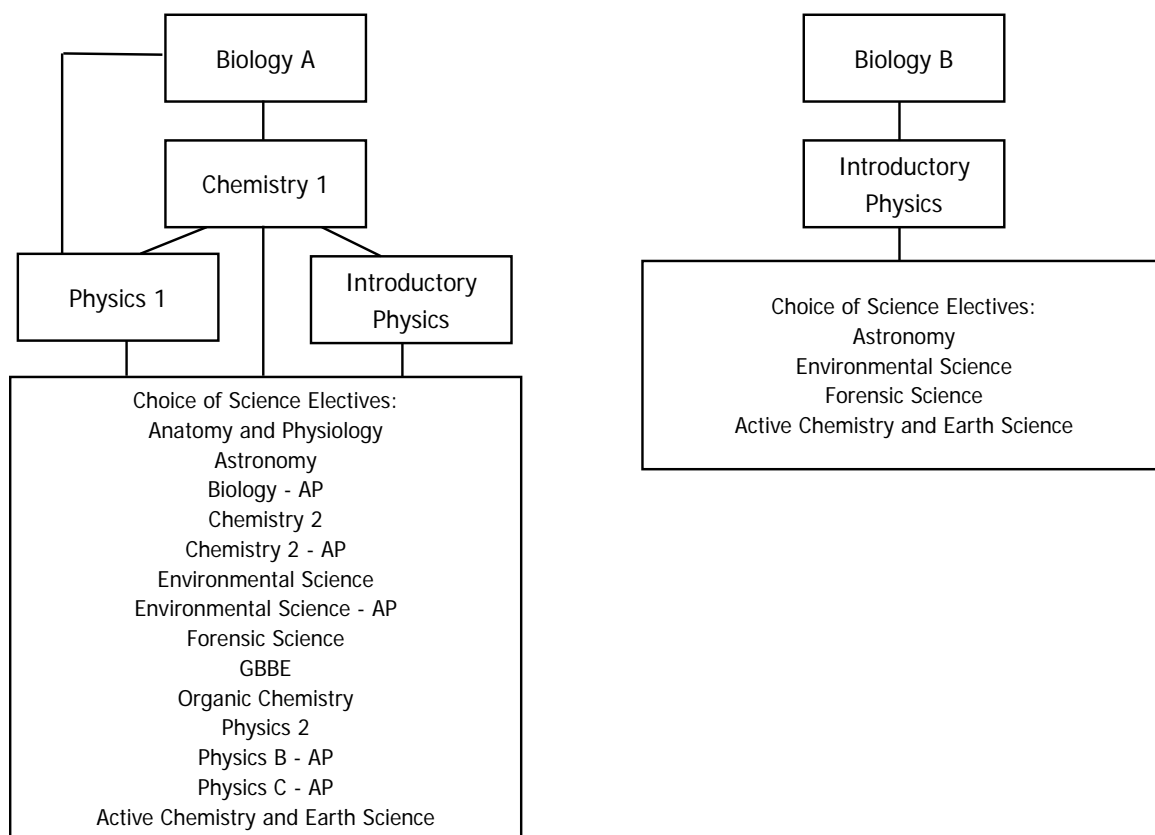 Biology A
Chemistry 1
Physics 1
Introductory
Physics
Choice of Science Electives:
Anatomy and Physiology
Astronomy
Biology - AP
Chemistry 2
Chemistry 2 - AP
Environmental Science
Environmental Science - AP
Forensic Science
GBBE
Organic Chemistry
Physics 2
Physics B - AP
Physics C - AP
Active Chemistry and Earth Science
Biology B
Introductory
Physics
Choice of Science Electives:
Astronomy
Environmental Science
Forensic Science
Active Chemistry and Earth Science